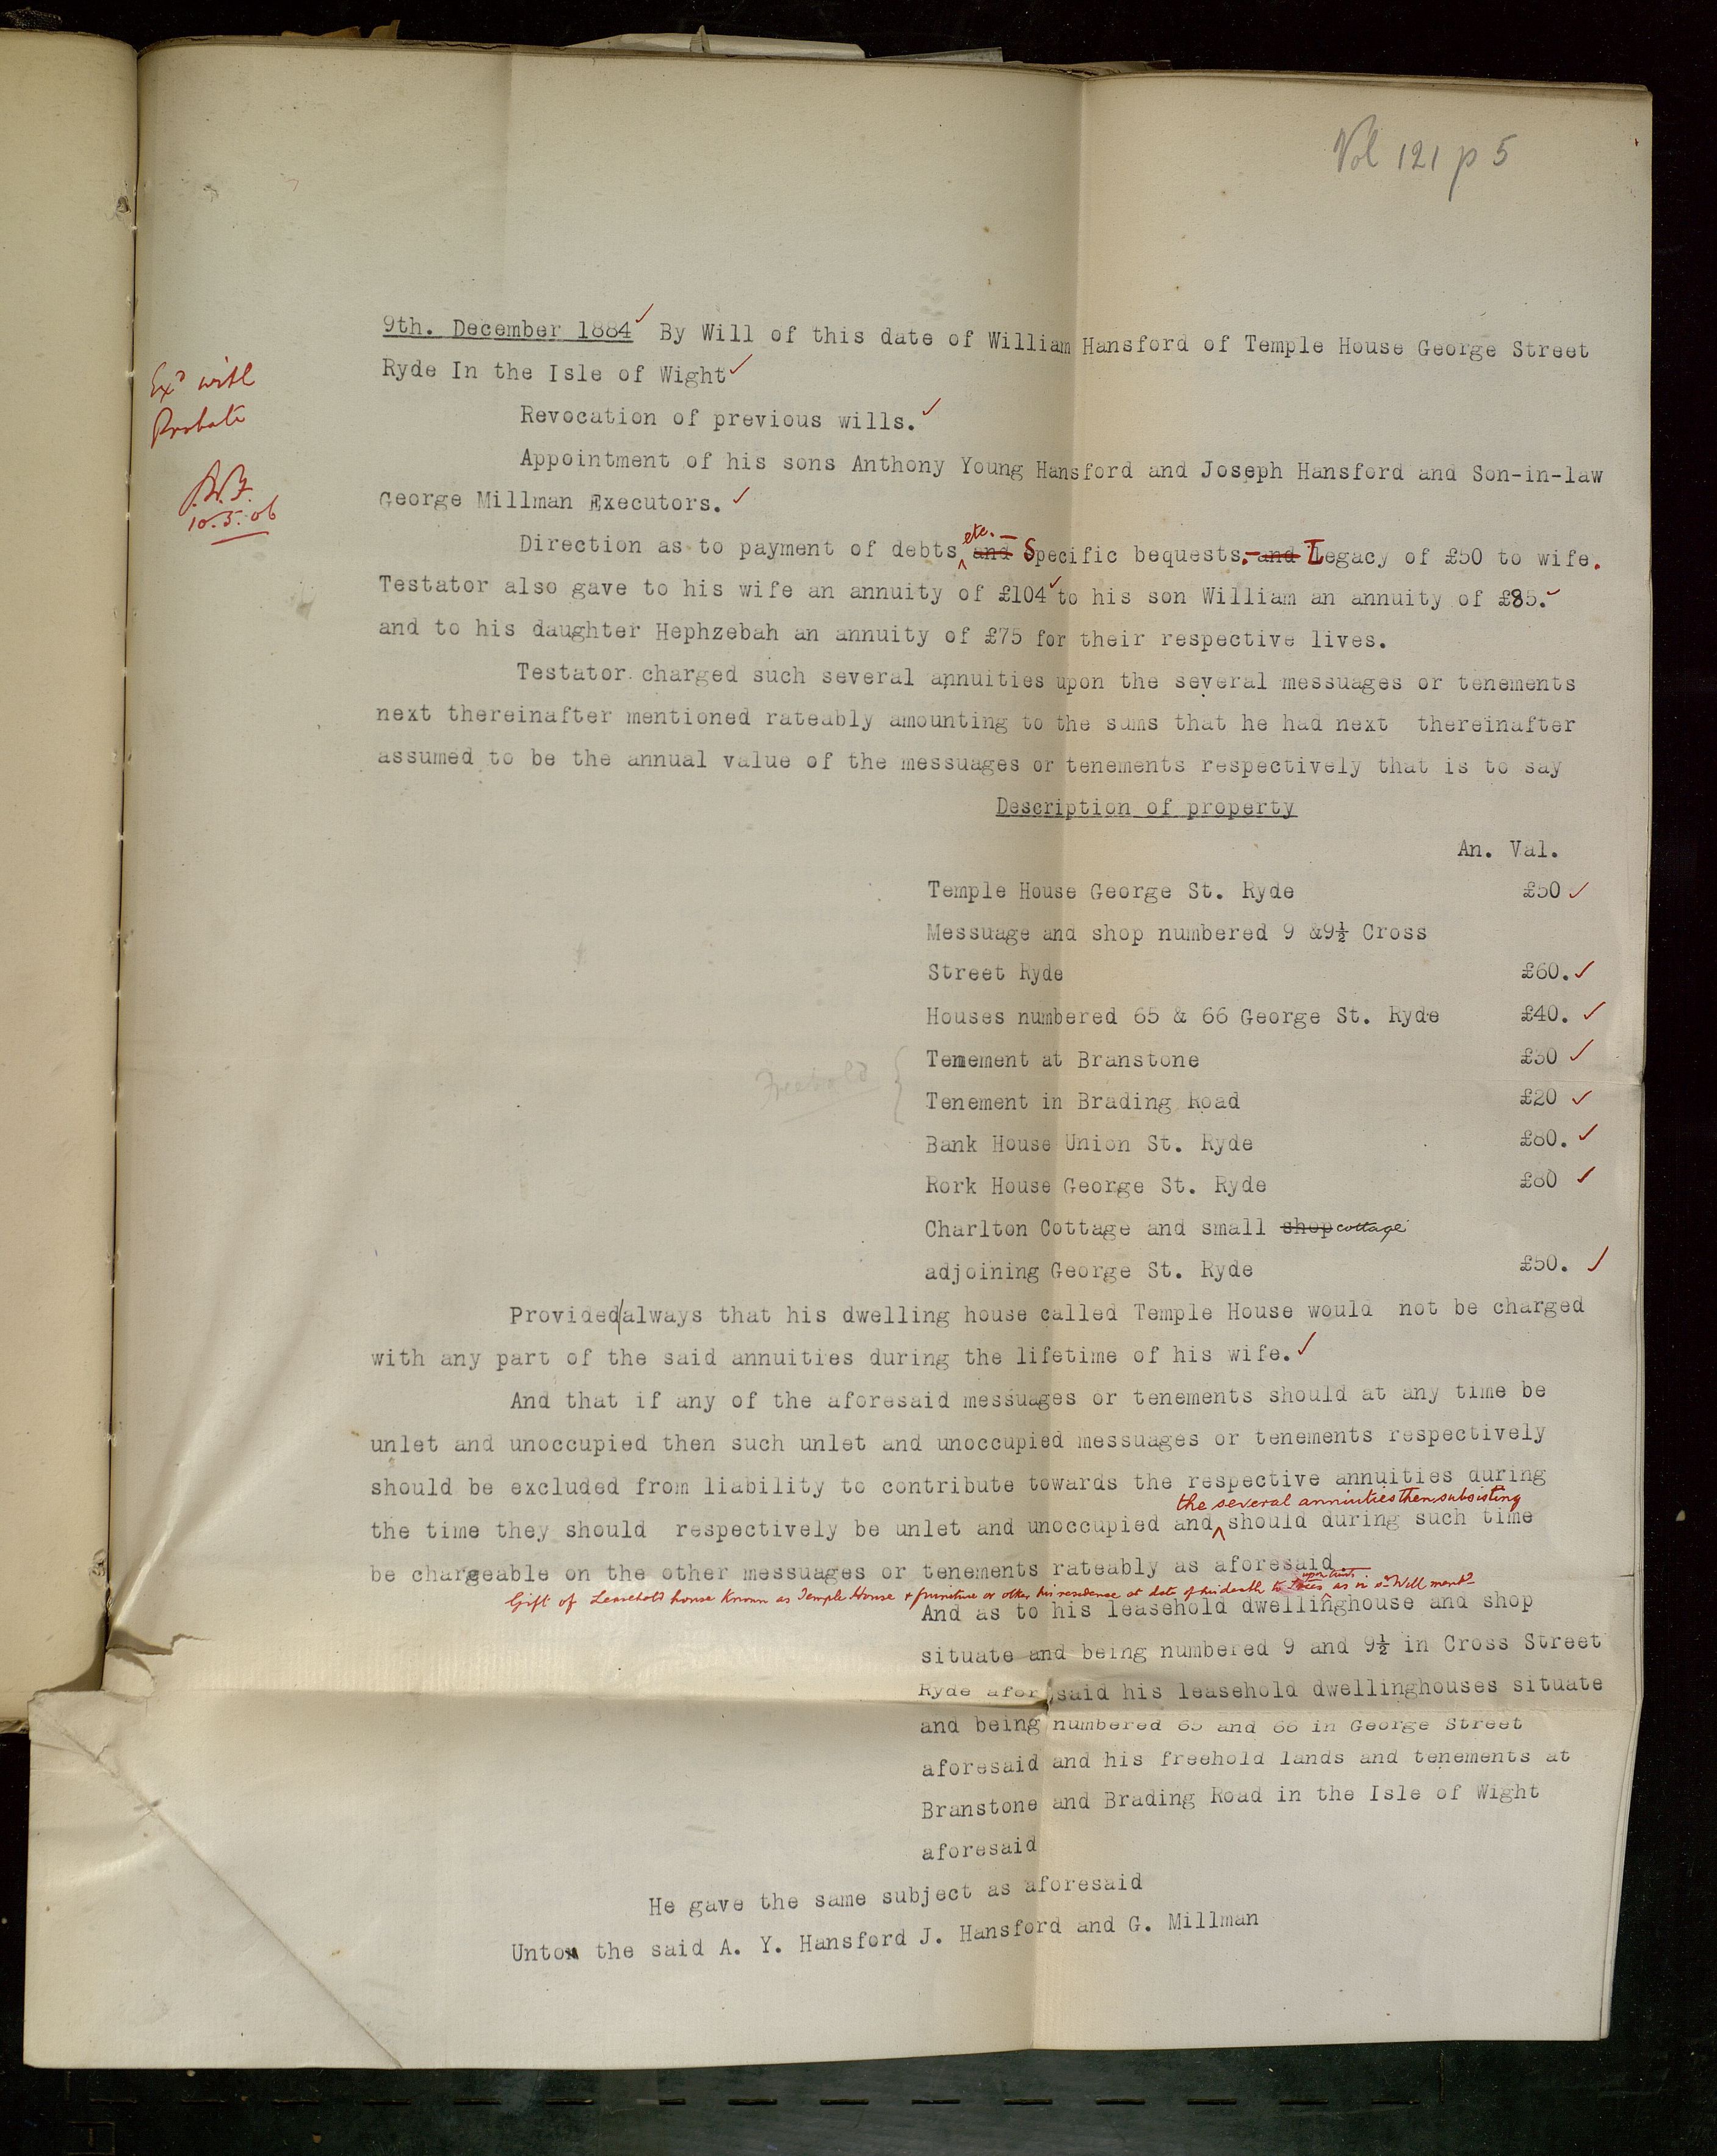 Vol 121 p 5
9th. December 1884 By Will of this date of William Hansford of Temple House George Street
Ryde In the Isle of Wight
Exd with
Probate
10.5.06
Revocation of previous wills.
Appointment of his sons Anthony Young Hansford and Joseph Hansford and Son-in-law
George Millman Executors.
etc. —
Direction as to payment of debts and Specific bequests. and Legacy of £50 to wife.
Testator also gave to his wife an annuity of £104 to his son William an annuity of £85.
and to his daughter Hephzebah an annuity of £75 for their respective lives.
Testator charged such several annuities upon the several messuages or tenements
next thereinafter mentioned rateably amounting to the sums that he had next thereinafter
assumed to be the annual value of the messuages or tenements respectively that is to say
Description of property
An. Val.
Temple House George St. Ryde £50
Messuage and shop numbered 9 &9½ Cross
Street Ryde £60.
Houses numbered 65 & 66 George St. Ryde £40.
Tenement at Branstone £30
Freehold {
Tenement in Brading Road £20
Bank House Union St. Ryde £80.
Rork House George St. Ryde £80
Charlton Cottage and small shop cottage
adjoining George St. Ryde £50.
Provided/always that his dwelling house called Temple House would not be charged
with any part of the said annuities during the lifetime of his wife.
And that if any of the aforesaid messuages or tenements should at any time be
unlet and unoccupied then such unlet and unoccupied messuages or tenements respectively
should be excluded from liability to contribute towards the respective annuities during
the several annuities then subsisting
the time they should respectively be unlet and unoccupied and should during such time
be chargeable on the other messuages or tenements rateably as aforesaid
Gift of Leasehold house known as Temple House + furniture or other his residence at date of his death to as in sd Will mentd
And as to his leasehold dwellinghouse and shop
situate and being numbered 9 and 9½ in Cross Street
Ryde aforesaid his leasehold dwellinghouses situate
and being numbered 65 and 66 in George Street
aforesaid and his freehold lands and tenements at
Branstone and Brading Road in the Isle of Wight
aforesaid
He gave the same subject as aforesaid
Unto the said A. Y. Hansford J. Hansford and G. Millman